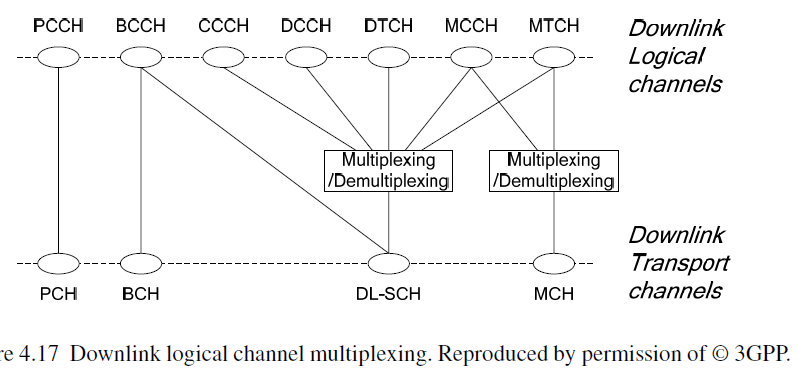 PCCH BCCH CCCH DCCH DTCH MCCH MTCH
Downlink
Logical
channels
Multiplexing
/Demultiplexing
Multiplexing
/Demultiplexing
Downlink
Transport
channels
PCH BCH DL-SCH MCH
re 4.17 Downlink logical channel multiplexing. Reproduced by permission of © 3GPP.